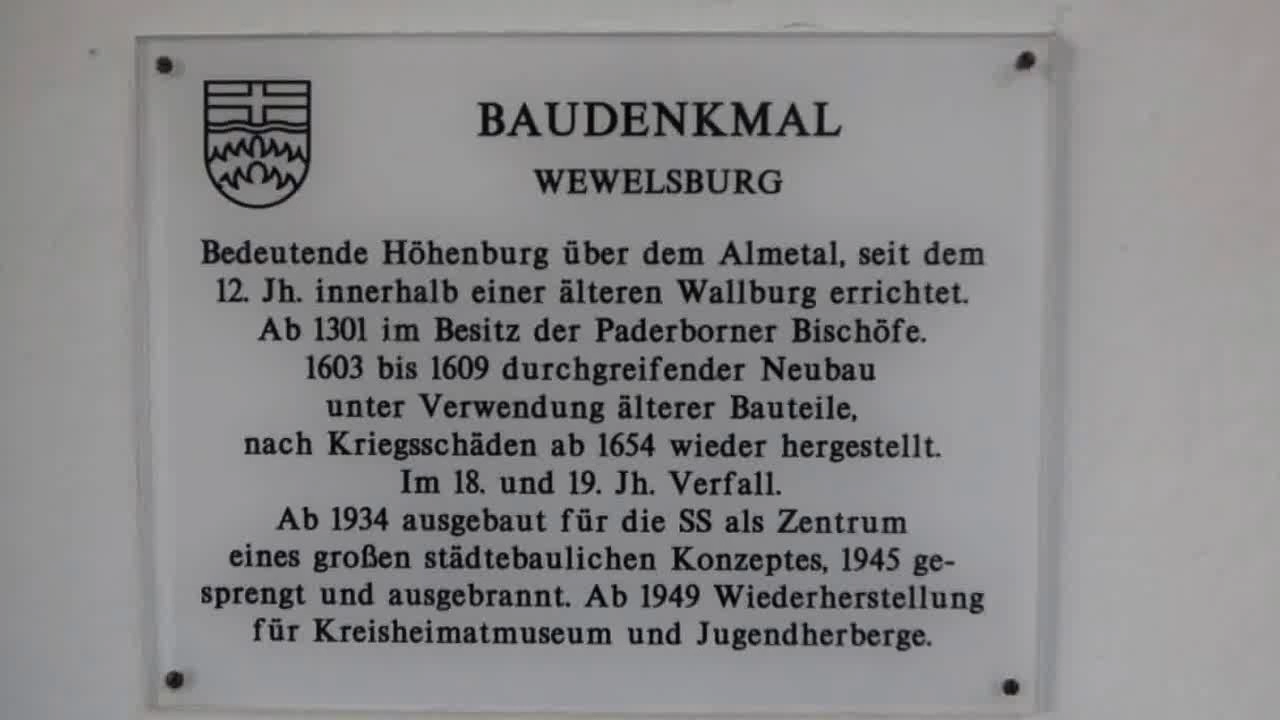 BAUDENKMAL
WEWELSBURG
Bedeutende Höhenburg über dem Almetal, seit dem
12. Jh. innerhalb einer älteren Wallburg errichtet.
Ab 1301 im Besitz der Paderborner Bischöfe.
1603 bis 1609 durchgreifender Neubau
unter Verwendung älterer Bauteile,
nach Kriegsschäden ab 1654 wieder hergestellt.
Im 18. und 19. Jh. Verfall.
Ab 1934 ausgebaut für die SS als Zentrum
eines großen städtebaulichen Konzeptes, 1945 ge-
sprengt und ausgebrannt. Ab 1949 Wiederherstellung
für Kreisheimatmuseum und Jugendherberge.